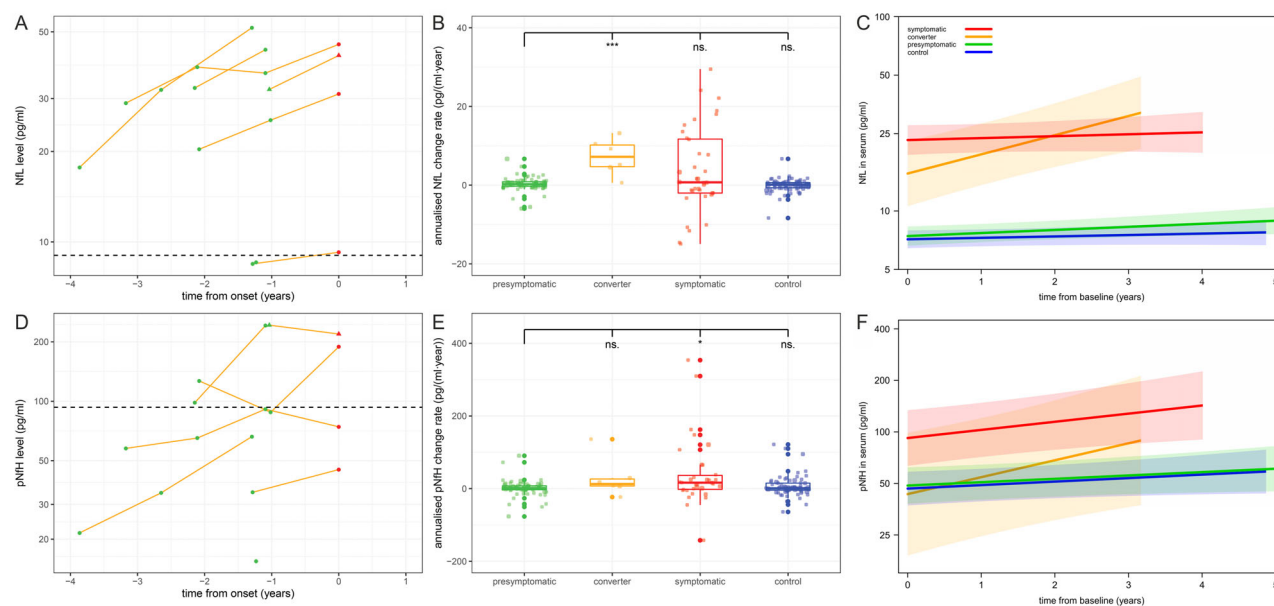 A
NfL level (pg/ml)
50
30
20
10
−4 −3 −2 −1 0 1
time from onset (years)
B
annualised NfL change rate (pg/(ml·year))
40
20
0
−20
*** ns. ns.
presymptomatic converter symptomatic control
C
NfL in serum (pg/ml)
100
50
25
10
5
symptomatic
converter
presymptomatic
control
0 1 2 3 4 5
time from baseline (years)
D
pNfH level (pg/ml)
200
100
50
30
20
−4 −3 −2 −1 0 1
time from onset (years)
E
annualised pNfH change rate (pg/(ml·year))
400
200
0
−200
ns. * ns.
presymptomatic converter symptomatic control
F
pNfH in serum (pg/ml)
400
200
100
50
25
0 1 2 3 4 5
time from baseline (years)